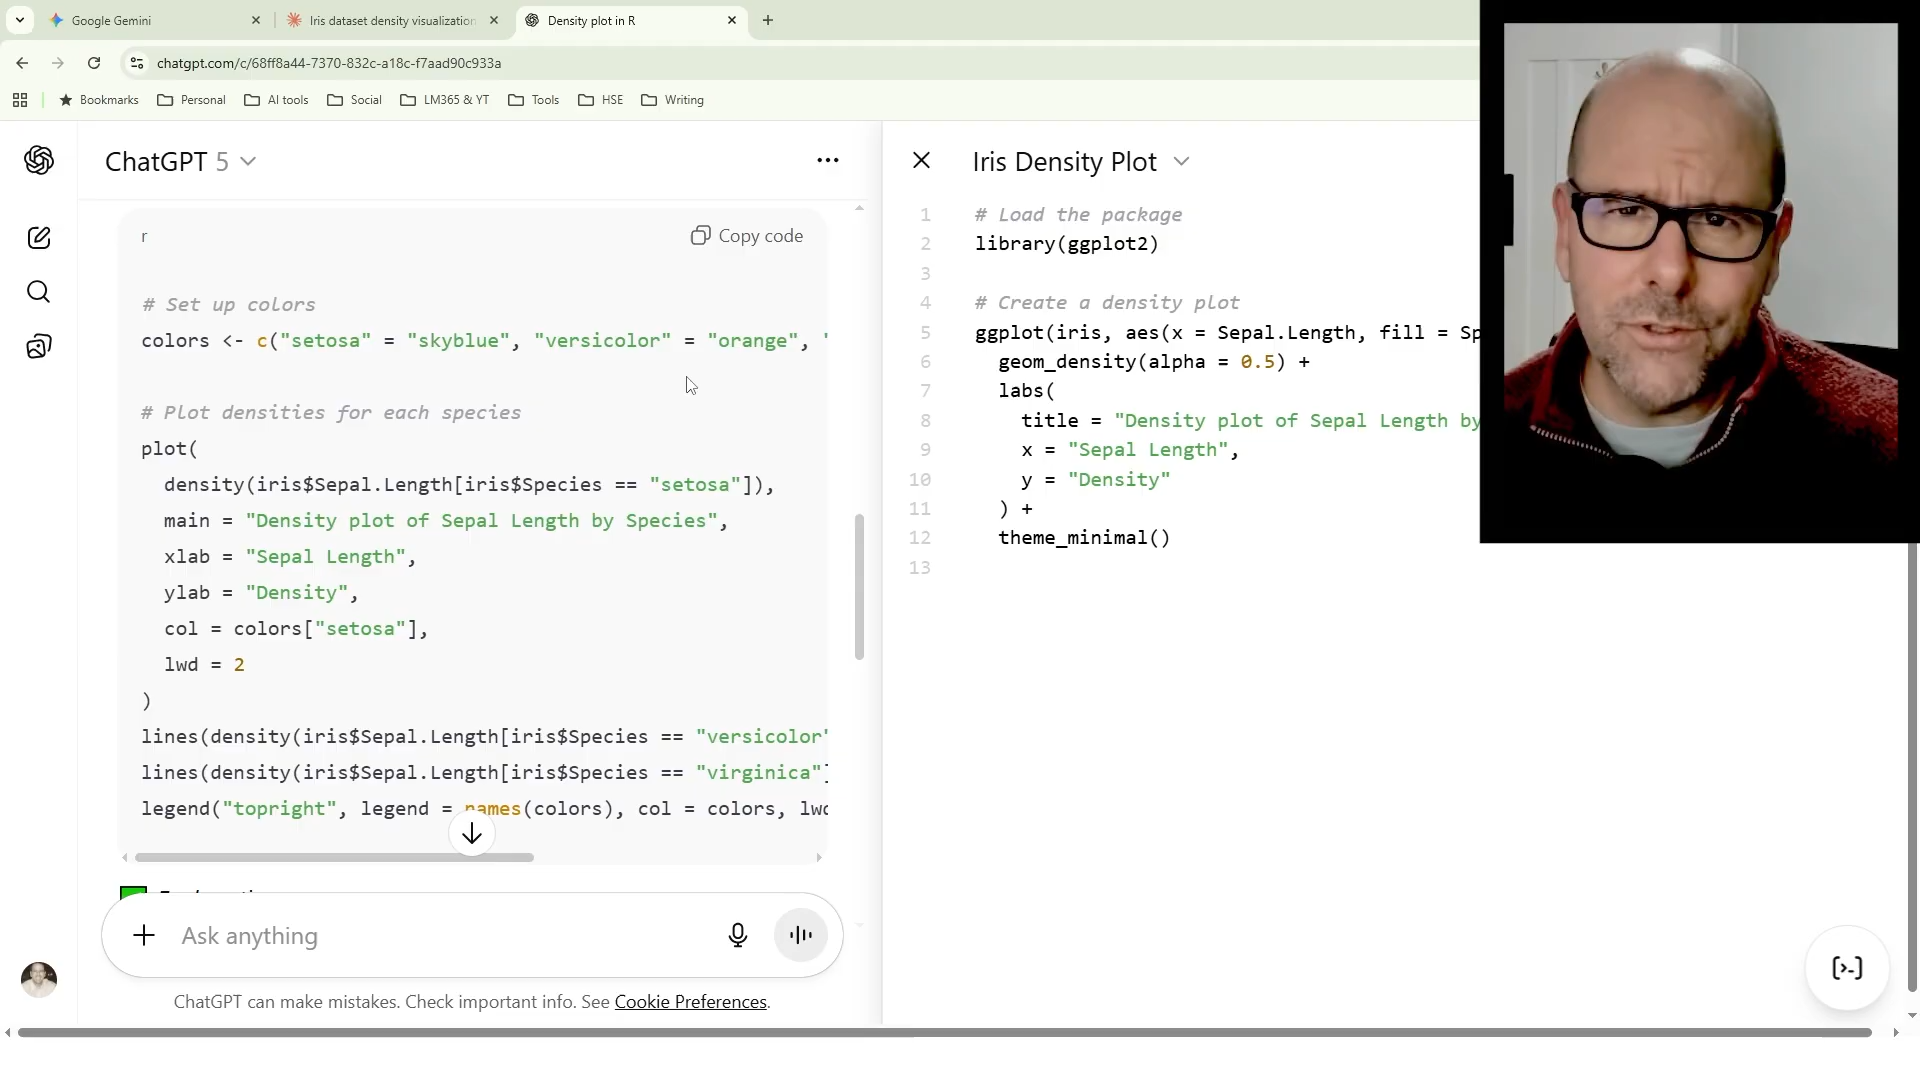 Google Gemini
Iris dataset density visualization
Density plot in R
chatgpt.com/c/68ff8a44-7370-832c-a18c-f7aad90c933a
Bookmarks
Personal
AI tools
Social
LM365 & YT
Tools
HSE
Writing
ChatGPT 5
r
Copy code
# Set up colors
colors <- c("setosa" = "skyblue", "versicolor" = "orange", "
# Plot densities for each species
plot(
density(iris$Sepal.Length[iris$Species == "setosa"]),
main = "Density plot of Sepal Length by Species",
xlab = "Sepal Length",
ylab = "Density",
col = colors["setosa"],
lwd = 2
)
lines(density(iris$Sepal.Length[iris$Species == "versicolor"
lines(density(iris$Sepal.Length[iris$Species == "virginica"]
legend("topright", legend = names(colors), col = colors, lwd
Ask anything
ChatGPT can make mistakes. Check important info. See Cookie Preferences.
Iris Density Plot
1 # Load the package
2 library(ggplot2)
3
4 # Create a density plot
5 ggplot(iris, aes(x = Sepal.Length, fill = Sp
6 geom_density(alpha = 0.5) +
7 labs(
8 title = "Density plot of Sepal Length by
9 x = "Sepal Length",
10 y = "Density"
11 ) +
12 theme_minimal()
13